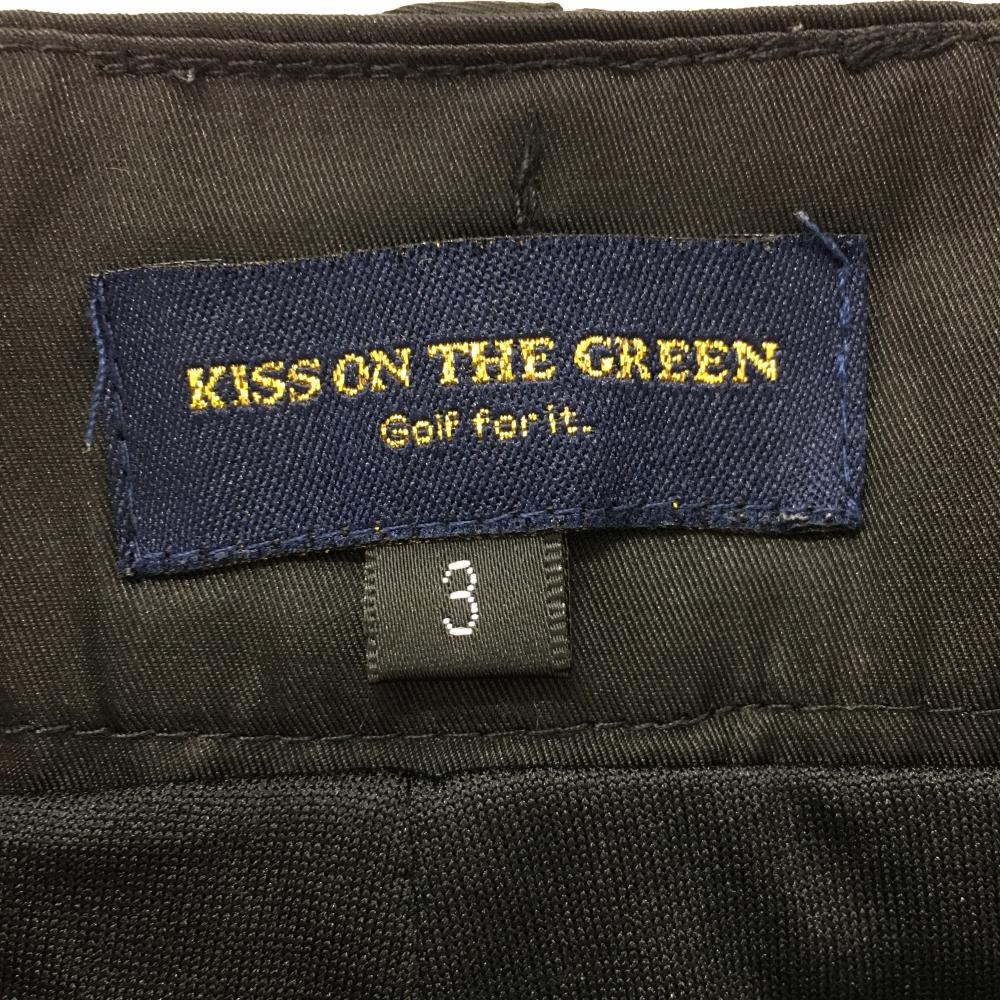 KISS ON THE GREEN
Golf for it.
3